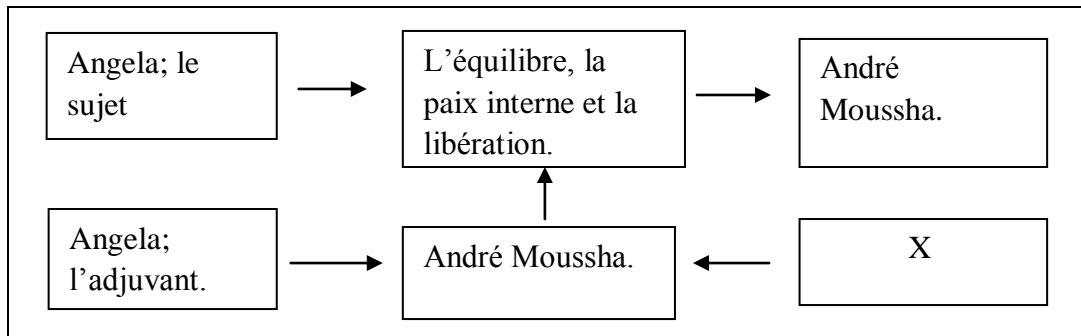 Angela; le
sujet
L’équilibre, la
paix interne et la
libération.
André
Moussha.
Angela;
l’adjuvant.
André Moussha.
X